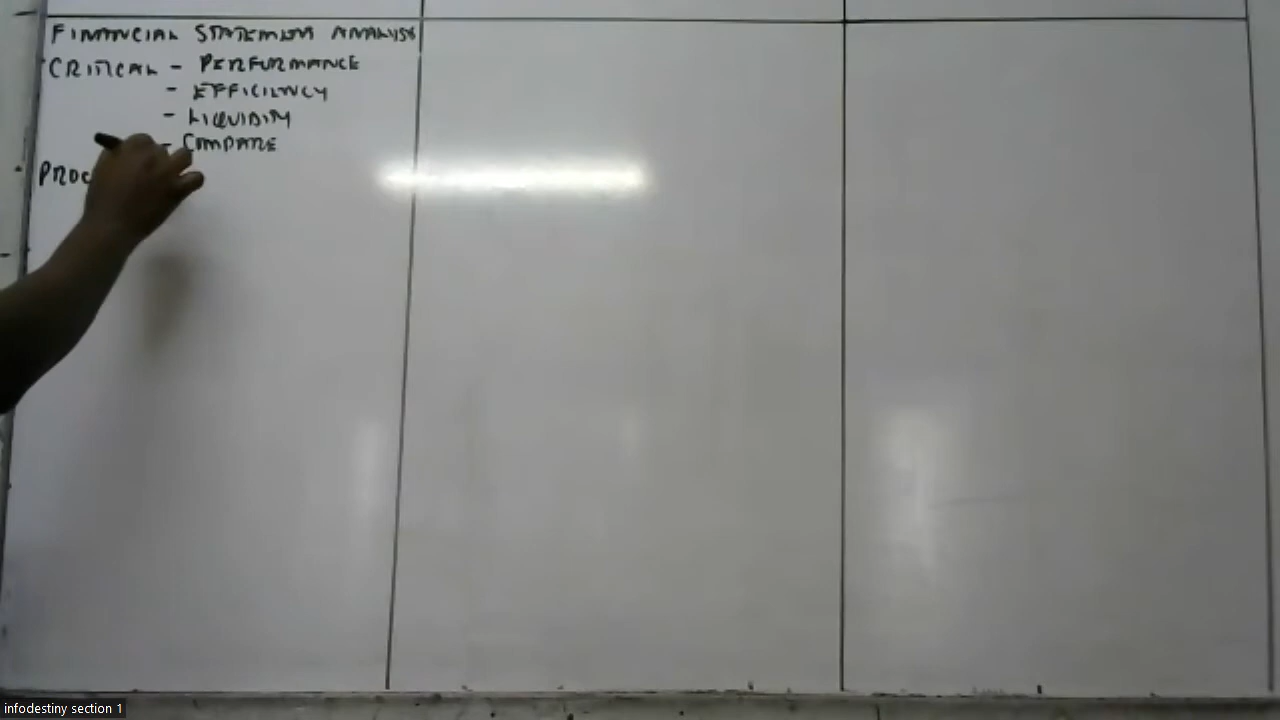 FINANCIAL STATEMENT ANALYSIS
CRITICAL - PERFORMANCE
- EFFICIENCY
- LIQUIDITY
- COMPARE
PROC
infodestiny section 1